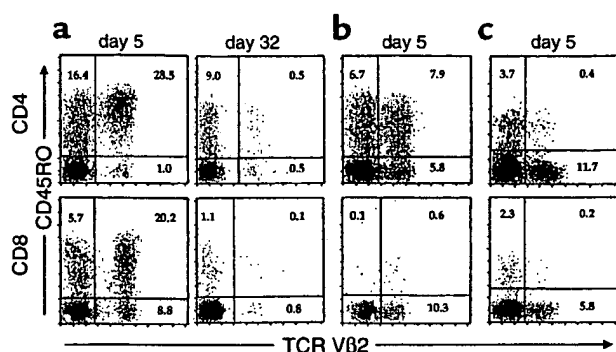 a b c
day 5 day 32 day 5 day 5
CD4
16.4 28.5 9.0 0.5 6.7 7.9 3.7 0.4
1.0 0.5 5.8 11.7
CD45RO
CD8
5.7 20.2 1.1 0.1 0.1 0.6 2.3 0.2
8.8 0.8 10.3 5.8
TCR Vβ2